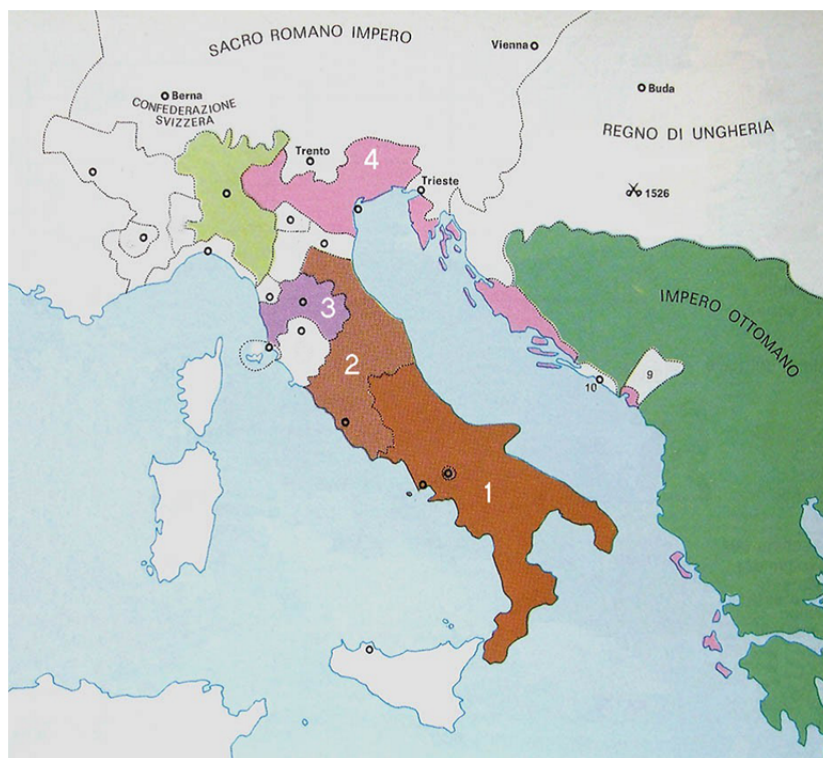 SACRO ROMANO IMPERO
Vienna
Berna
CONFEDERAZIONE
SVIZZERA
Buda
REGNO DI UNGHERIA
Trento
4
Trieste
1526
3
IMPERO OTTOMANO
2
9
10
1